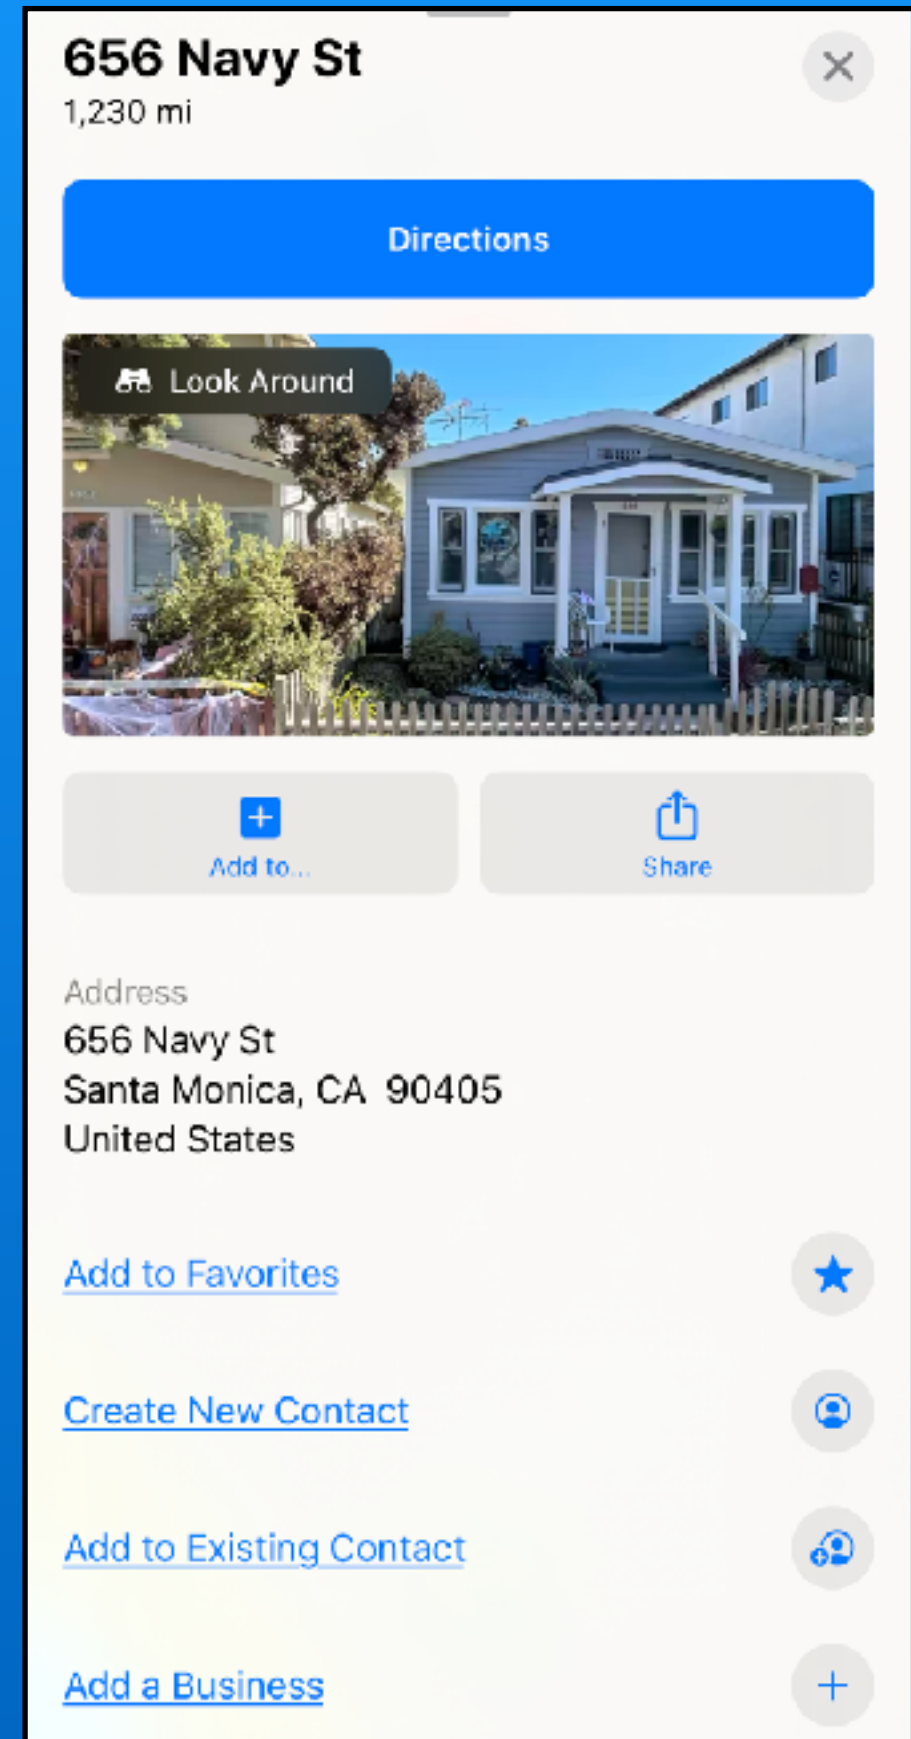 656 Navy St
1,230 mi
Directions
Look Around
Add to...
Share
Address
656 Navy St
Santa Monica, CA 90405
United States
Add to Favorites
Create New Contact
Add to Existing Contact
Add a Business